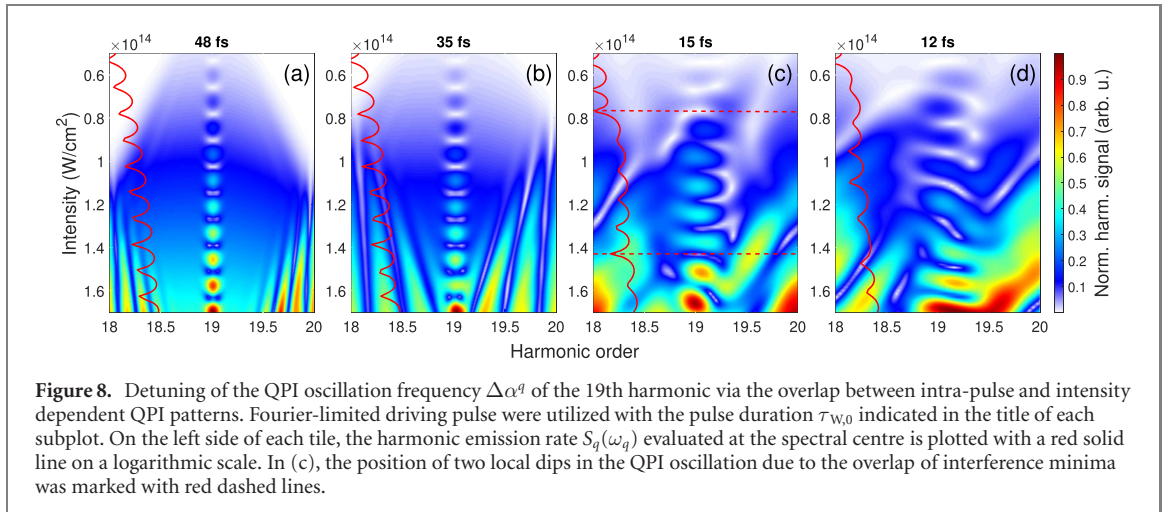 48 fs
35 fs
15 fs
12 fs
×10¹⁴
×10¹⁴
×10¹⁴
×10¹⁴
(a)
(b)
(c)
(d)
0.6
0.8
1
1.2
1.4
1.6
0.6
0.8
1
1.2
1.4
1.6
0.6
0.8
1
1.2
1.4
1.6
0.6
0.8
1
1.2
1.4
1.6
Intensity (W/cm²)
18 18.5 19 19.5 20
18 18.5 19 19.5 20
18 18.5 19 19.5 20
18 18.5 19 19.5 20
Harmonic order
0.9
0.8
0.7
0.6
0.5
0.4
0.3
0.2
0.1
Norm. harm. signal (arb. u.)
Figure 8. Detuning of the QPI oscillation frequency Δα^q of the 19th harmonic via the overlap between intra-pulse and intensity
dependent QPI patterns. Fourier-limited driving pulse were utilized with the pulse duration τ_W,0 indicated in the title of each
subplot. On the left side of each tile, the harmonic emission rate S_q(ω_q) evaluated at the spectral centre is plotted with a red solid
line on a logarithmic scale. In (c), the position of two local dips in the QPI oscillation due to the overlap of interference minima
was marked with red dashed lines.